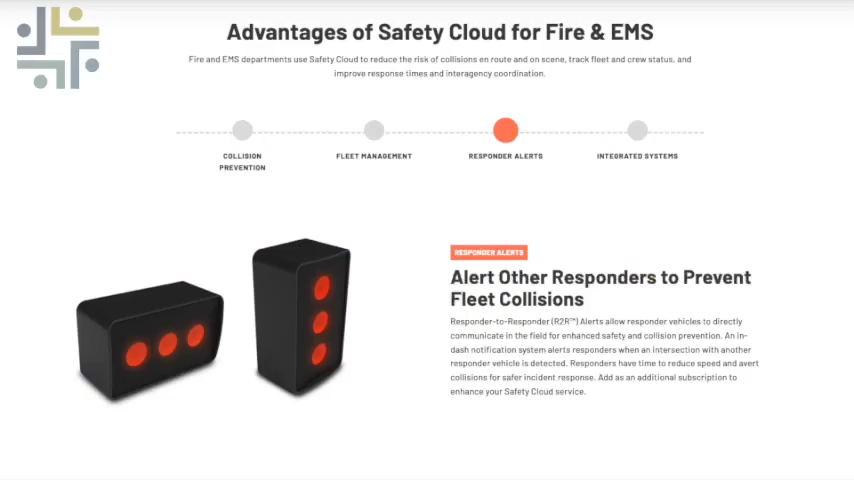 Advantages of Safety Cloud for Fire & EMS
Fire and EMS departments use Safety Cloud to reduce the risk of collisions en route and on scene, track fleet and crew status, and
improve response times and interagency coordination.
COLLISION
PREVENTION
FLEET MANAGEMENT
RESPONDER ALERTS
INTEGRATED SYSTEMS
RESPONDER ALERTS
Alert Other Responders to Prevent
Fleet Collisions
Responder-to-Responder (R2R™) Alerts allow responder vehicles to directly
communicate in the field for enhanced safety and collision prevention. An in-
dash notification system alerts responders when an intersection with another
responder vehicle is detected. Responders have time to reduce speed and avert
collisions for safer incident response. Add as an additional subscription to
enhance your Safety Cloud service.